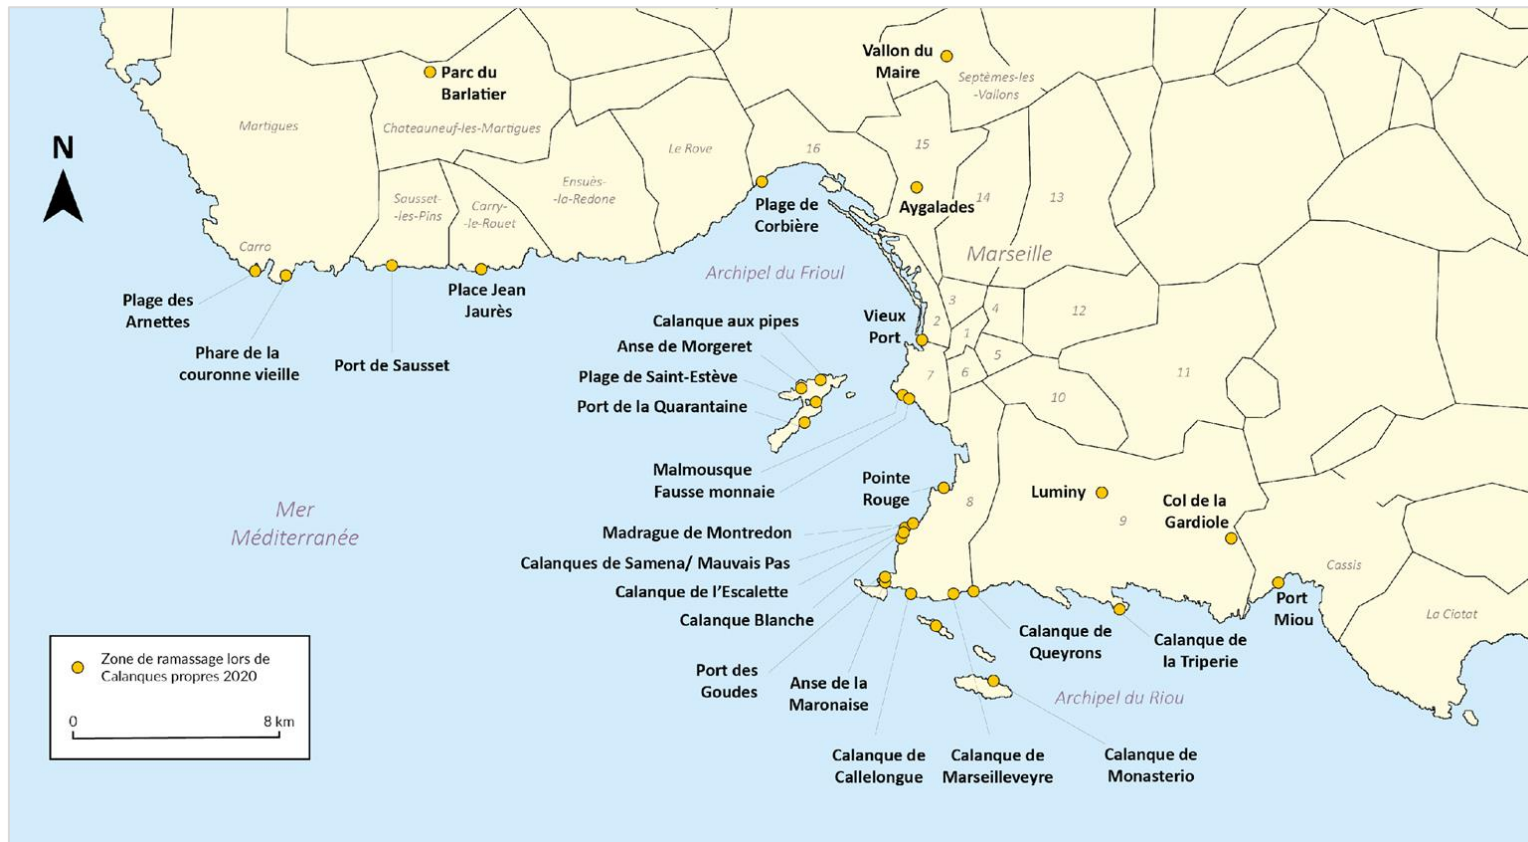 Vallon du
Maire
Septèmes-les
-Vallons
Parc du
Barlatier
Martigues
Chateauneuf-les-Martigues
N
Le Rove
16
15
14
13
Ensuès-
la-Redone
Sausset-
-les-Pins
Carry-
-le-Rouet
Plage de
Corbière
Aygalades
Carro
Marseille
Archipel du Frioul
Plage des
Arnettes
Place Jean
Jaurès
Phare de la
couronne vieille
Port de Sausset
Calanque aux pipes
Anse de Morgeret
Plage de Saint-Estève
Port de la Quarantaine
Vieux
Port
3
2
1
4
5
6
7
12
11
10
Malmousque
Fausse monnaie
Pointe
Rouge
8
Luminy
9
Col de la
Gardiole
Mer
Méditerranée
Madrague de Montredon
Calanques de Samena/ Mauvais Pas
Calanque de l'Escalette
Calanque Blanche
Cassis
Port
Miou
La Ciotat
Port des
Goudes
Anse de la
Maronaise
Calanque de
Queyrons
Calanque de
la Triperie
Archipel du Riou
Calanque de
Callelongue
Calanque de
Marseilleveyre
Calanque de
Monasterio
Zone de ramassage lors de
Calanques propres 2020
0 8 km